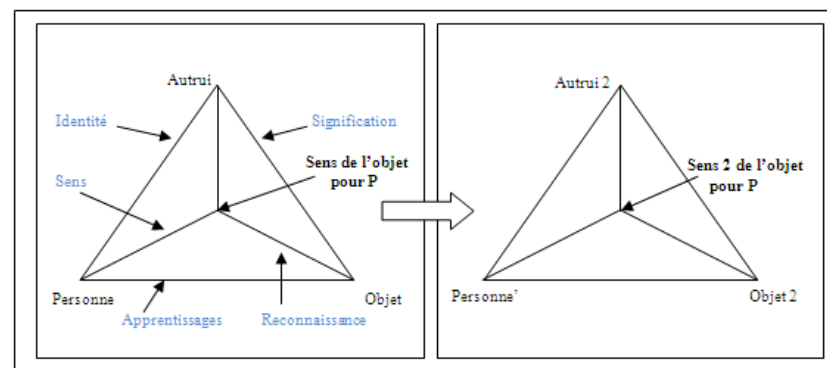 Autrui
Identité
Signification
Sens de l’objet
pour P
Sens
Personne
Objet
Apprentissages
Reconnaissance
Autrui 2
Sens 2 de l’objet
pour P
Personne’
Objet 2